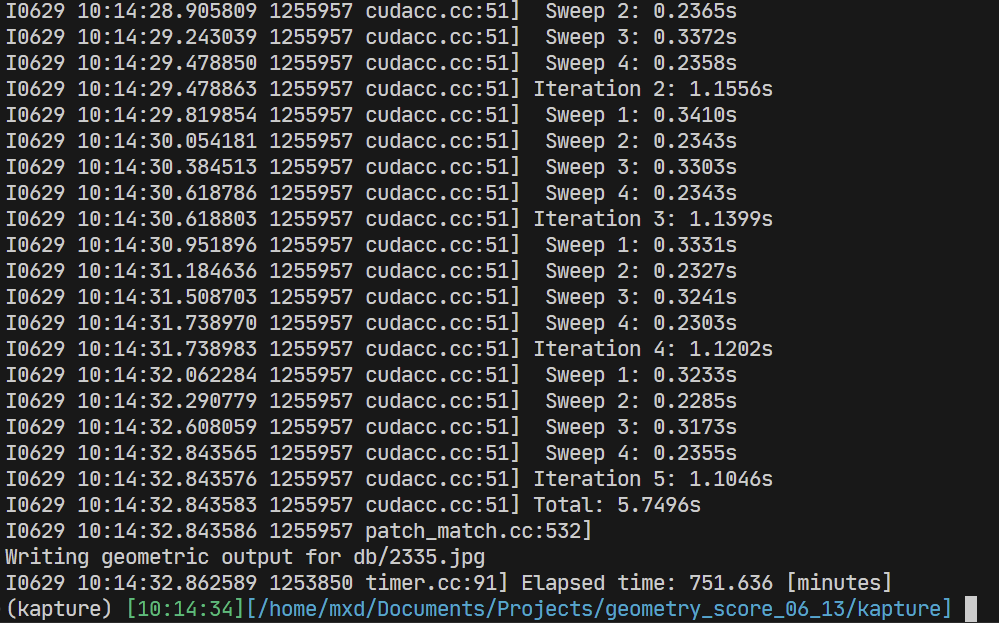 I0629 10:14:28.905809 1255957 cudacc.cc:51]  Sweep 2: 0.2365s
I0629 10:14:29.243039 1255957 cudacc.cc:51]  Sweep 3: 0.3372s
I0629 10:14:29.478850 1255957 cudacc.cc:51]  Sweep 4: 0.2358s
I0629 10:14:29.478863 1255957 cudacc.cc:51] Iteration 2: 1.1556s
I0629 10:14:29.819854 1255957 cudacc.cc:51]  Sweep 1: 0.3410s
I0629 10:14:30.054181 1255957 cudacc.cc:51]  Sweep 2: 0.2343s
I0629 10:14:30.384513 1255957 cudacc.cc:51]  Sweep 3: 0.3303s
I0629 10:14:30.618786 1255957 cudacc.cc:51]  Sweep 4: 0.2343s
I0629 10:14:30.618803 1255957 cudacc.cc:51] Iteration 3: 1.1399s
I0629 10:14:30.951896 1255957 cudacc.cc:51]  Sweep 1: 0.3331s
I0629 10:14:31.184636 1255957 cudacc.cc:51]  Sweep 2: 0.2327s
I0629 10:14:31.508703 1255957 cudacc.cc:51]  Sweep 3: 0.3241s
I0629 10:14:31.738970 1255957 cudacc.cc:51]  Sweep 4: 0.2303s
I0629 10:14:31.738983 1255957 cudacc.cc:51] Iteration 4: 1.1202s
I0629 10:14:32.062284 1255957 cudacc.cc:51]  Sweep 1: 0.3233s
I0629 10:14:32.290779 1255957 cudacc.cc:51]  Sweep 2: 0.2285s
I0629 10:14:32.608059 1255957 cudacc.cc:51]  Sweep 3: 0.3173s
I0629 10:14:32.843565 1255957 cudacc.cc:51]  Sweep 4: 0.2355s
I0629 10:14:32.843576 1255957 cudacc.cc:51] Iteration 5: 1.1046s
I0629 10:14:32.843583 1255957 cudacc.cc:51] Total: 5.7496s
I0629 10:14:32.843586 1255957 patch_match.cc:532]
Writing geometric output for db/2335.jpg
I0629 10:14:32.862589 1253850 timer.cc:91] Elapsed time: 751.636 [minutes]
(kapture) [10:14:34][/home/mxd/Documents/Projects/geometry_score_06_13/kapture]